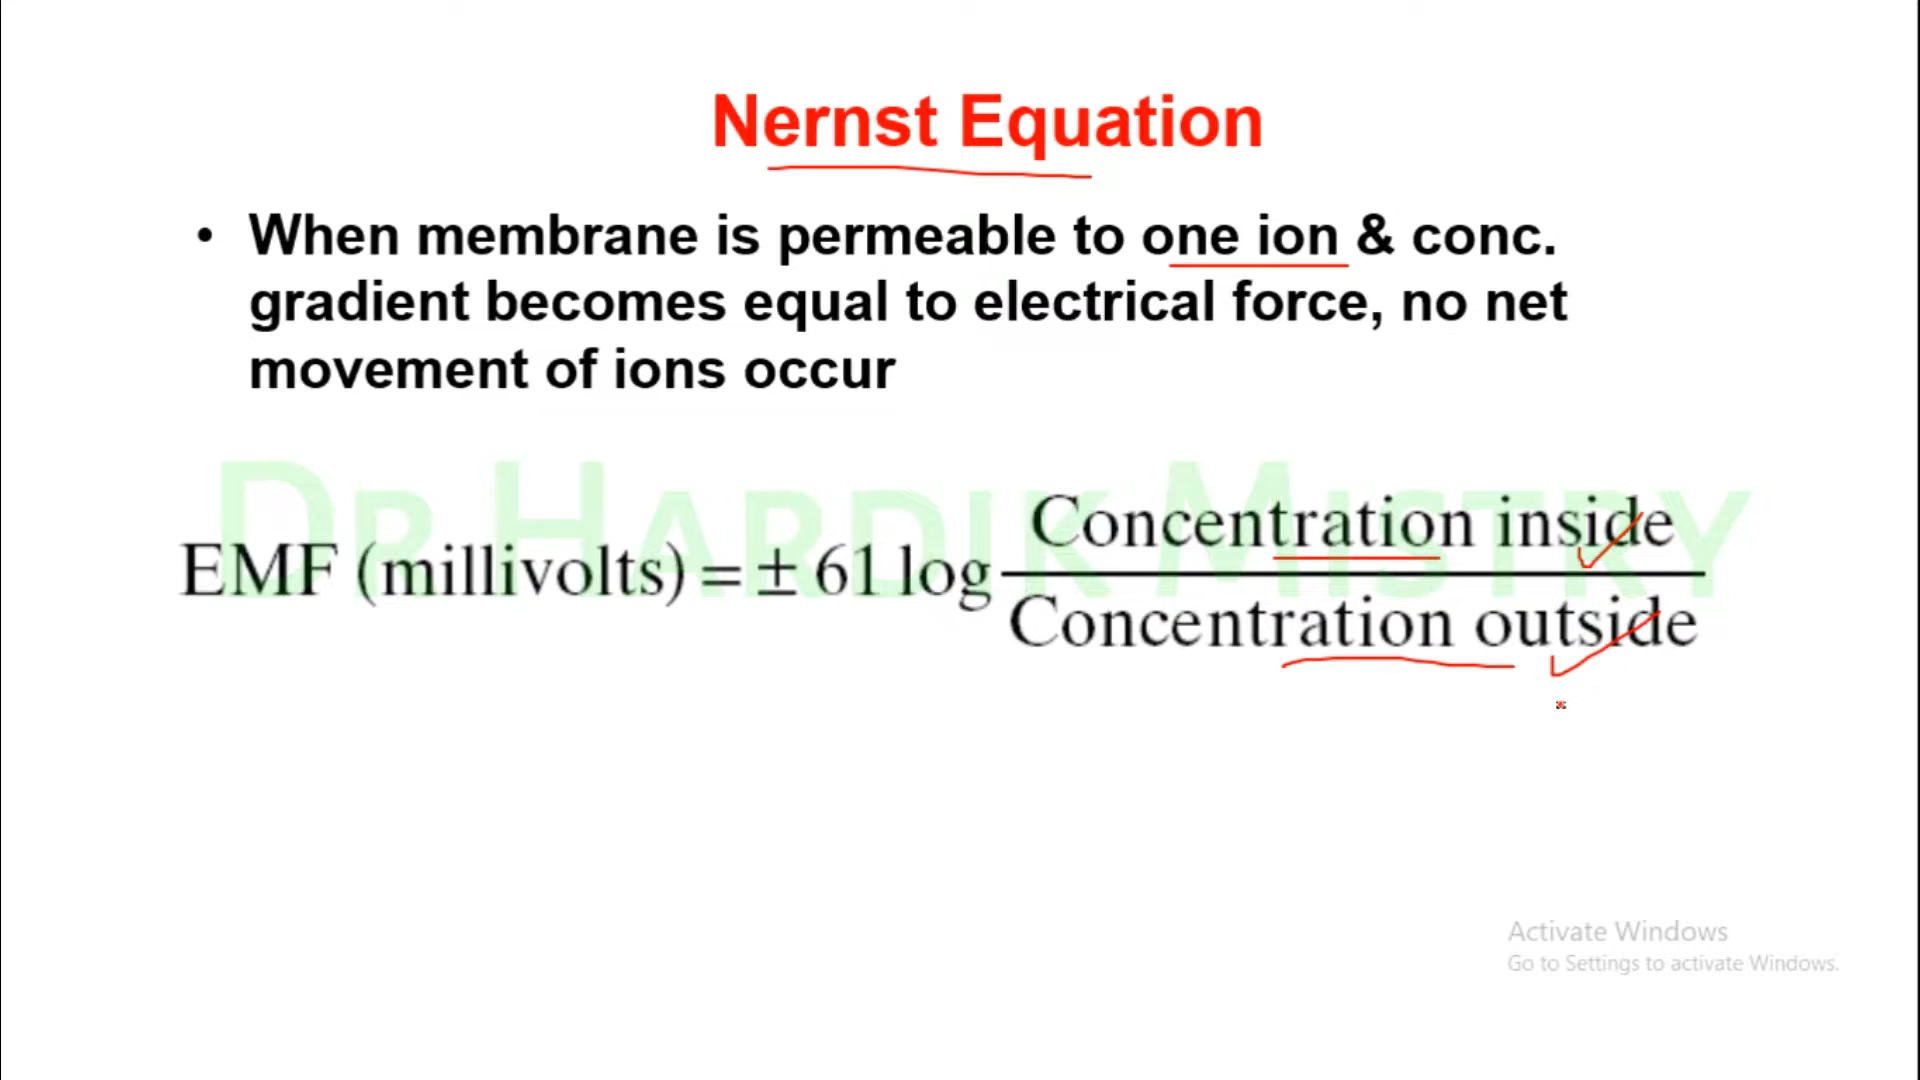 Nernst Equation
• When membrane is permeable to one ion & conc.
gradient becomes equal to electrical force, no net
movement of ions occur
DR HARDIK MISTRY
Concentration inside
EMF (millivolts) = ± 61 log
Concentration outside
Activate Windows
Go to Settings to activate Windows.